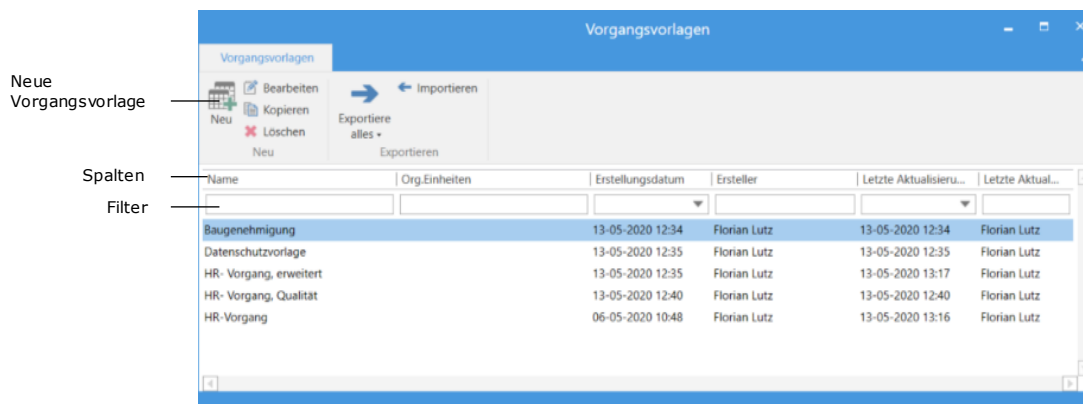 Vorgangsvorlagen
Vorgangsvorlagen
Neue
Vorgangsvorlage
Neu
Bearbeiten
Kopieren
Löschen
Neu
Exportiere
alles
Importieren
Exportieren
Spalten
Name Org.Einheiten Erstellungsdatum Ersteller Letzte Aktualisieru... Letzte Aktual...
Filter
Baugenehmigung 13-05-2020 12:34 Florian Lutz 13-05-2020 12:34 Florian Lutz
Datenschutzvorlage 13-05-2020 12:35 Florian Lutz 13-05-2020 12:35 Florian Lutz
HR- Vorgang, erweitert 13-05-2020 12:35 Florian Lutz 13-05-2020 13:17 Florian Lutz
HR- Vorgang, Qualität 13-05-2020 12:40 Florian Lutz 13-05-2020 12:40 Florian Lutz
HR-Vorgang 06-05-2020 10:48 Florian Lutz 13-05-2020 13:16 Florian Lutz